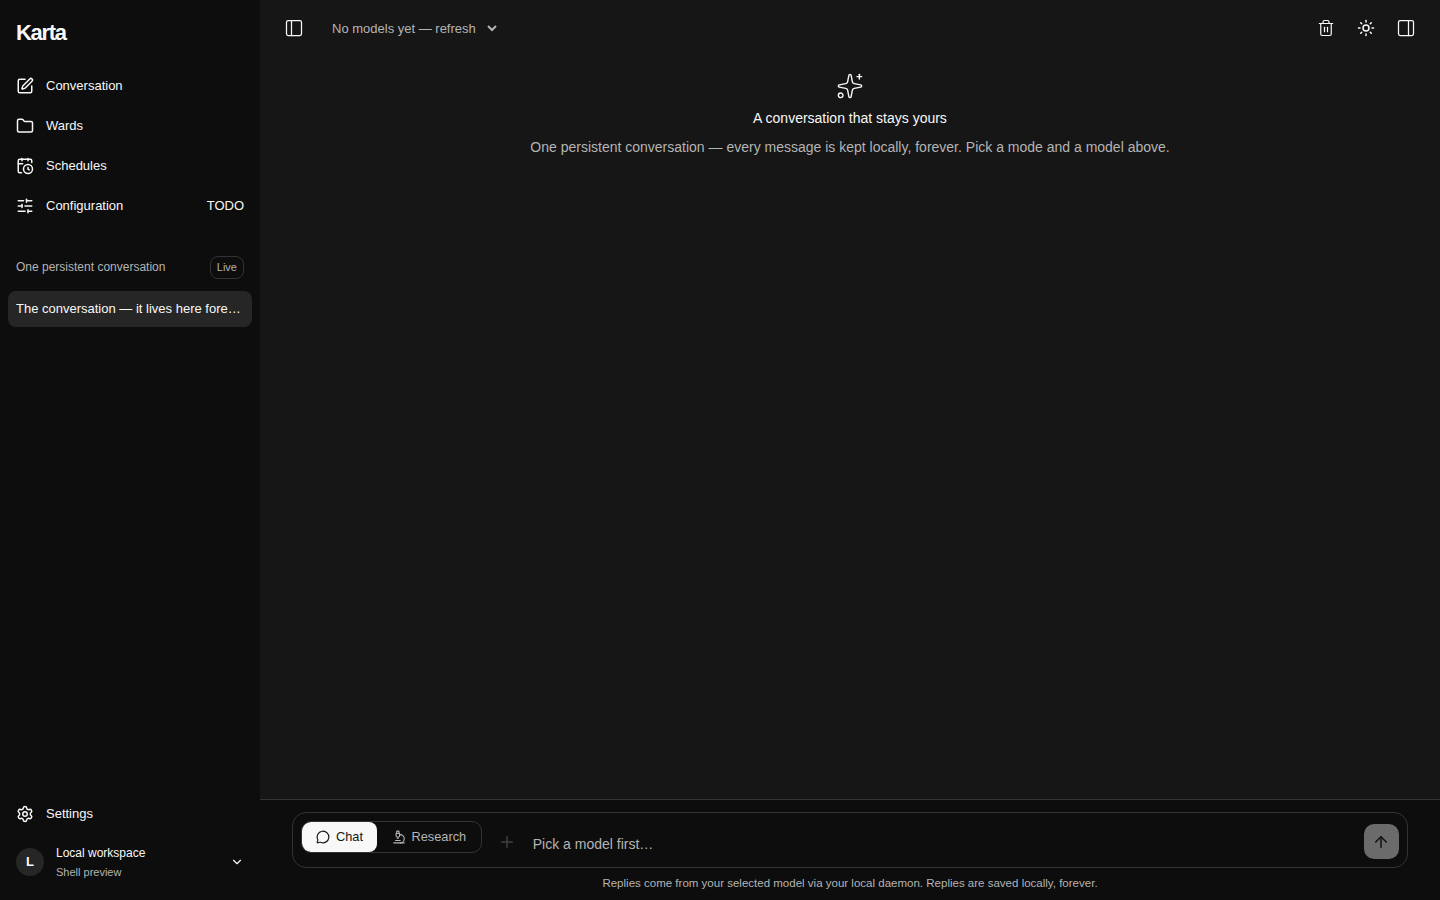 Karta
Conversation
Wards
Schedules
Configuration TODO
One persistent conversation Live
The conversation — it lives here fore…
Settings
L
Local workspace
Shell preview
No models yet — refresh
A conversation that stays yours
One persistent conversation — every message is kept locally, forever. Pick a mode and a model above.
Chat Research Pick a model first…
Replies come from your selected model via your local daemon. Replies are saved locally, forever.